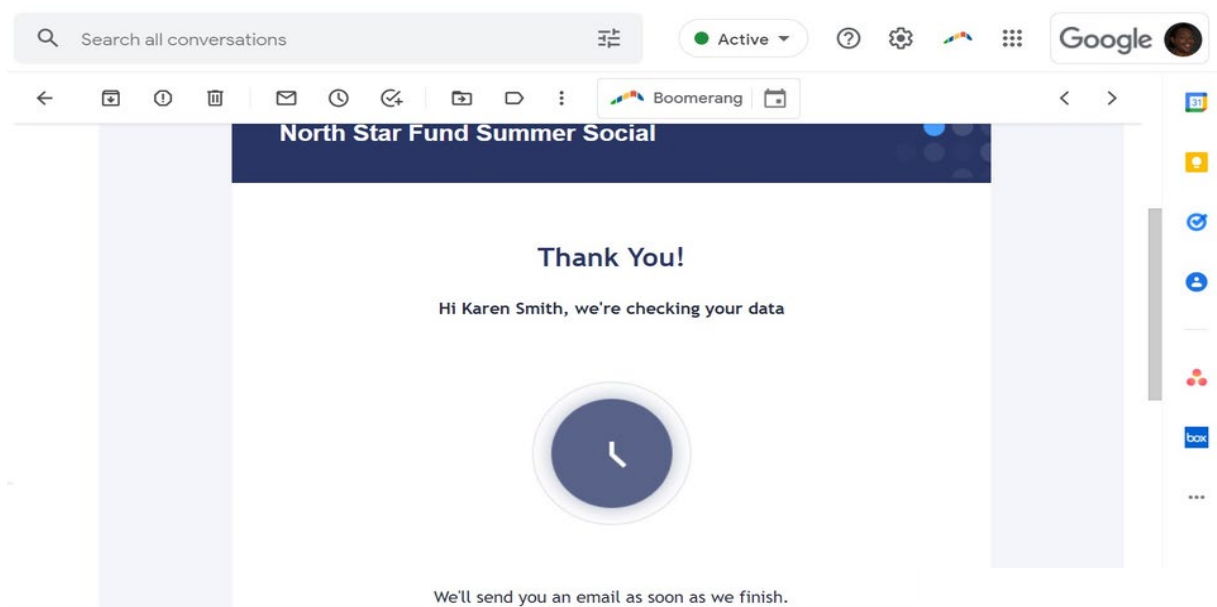 Search all conversations
Active
Google
Boomerang
31
North Star Fund Summer Social
Thank You!
Hi Karen Smith, we're checking your data
box
We'll send you an email as soon as we finish.